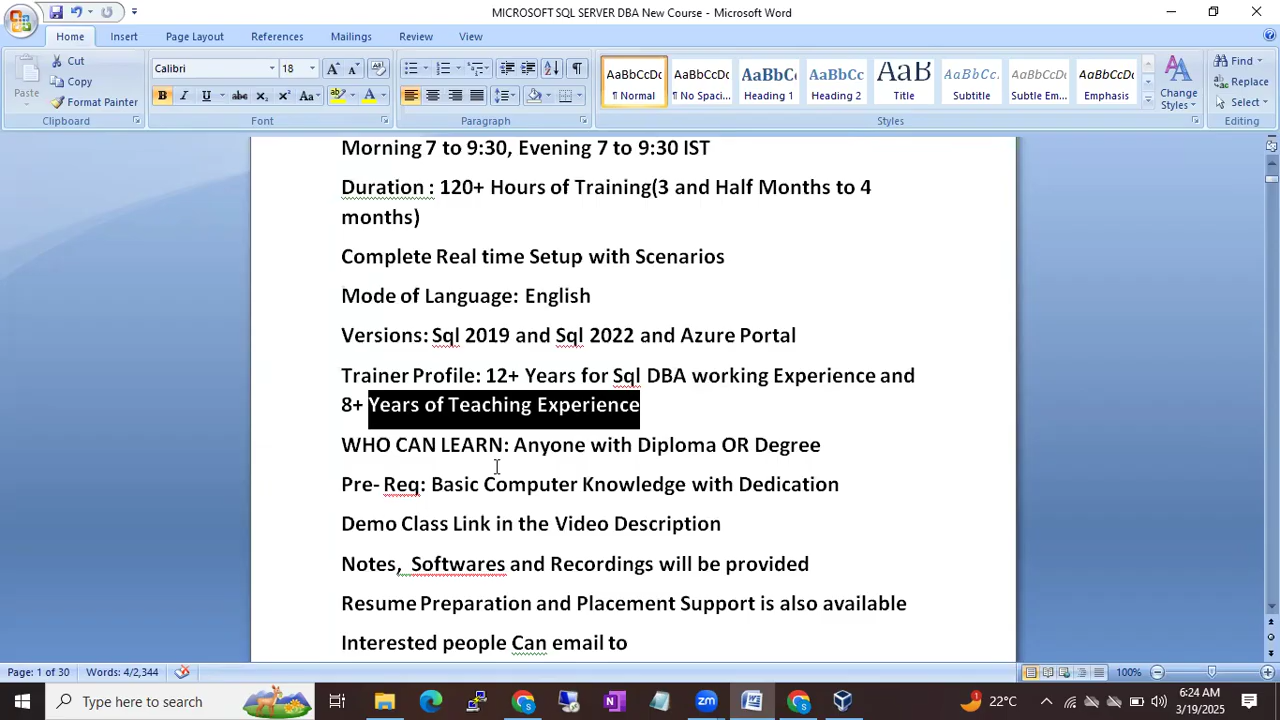 MICROSOFT SQL SERVER DBA New Course - Microsoft Word
Home Insert Page Layout References Mailings Review View
Cut
Copy
Format Painter
Paste
Clipboard
Calibri 18
Font
Paragraph
AaBbCcDc AaBbCcDc AaBbCc AaBbCc AaB AaBbCcL AaBbCcDc AaBbCcDc
¶ Normal ¶ No Spaci... Heading 1 Heading 2 Title Subtitle Subtle Em... Emphasis
Change Styles
Styles
Find
Replace
Select
Editing
Morning 7 to 9:30, Evening 7 to 9:30 IST
Duration : 120+ Hours of Training(3 and Half Months to 4
months)
Complete Real time Setup with Scenarios
Mode of Language: English
Versions: Sql 2019 and Sql 2022 and Azure Portal
Trainer Profile: 12+ Years for Sql DBA working Experience and
8+ Years of Teaching Experience
WHO CAN LEARN: Anyone with Diploma OR Degree
Pre- Req: Basic Computer Knowledge with Dedication
Demo Class Link in the Video Description
Notes, Softwares and Recordings will be provided
Resume Preparation and Placement Support is also available
Interested people Can email to
Page: 1 of 30 Words: 4/2,344 100%
Type here to search 22°C 6:24 AM
3/19/2025